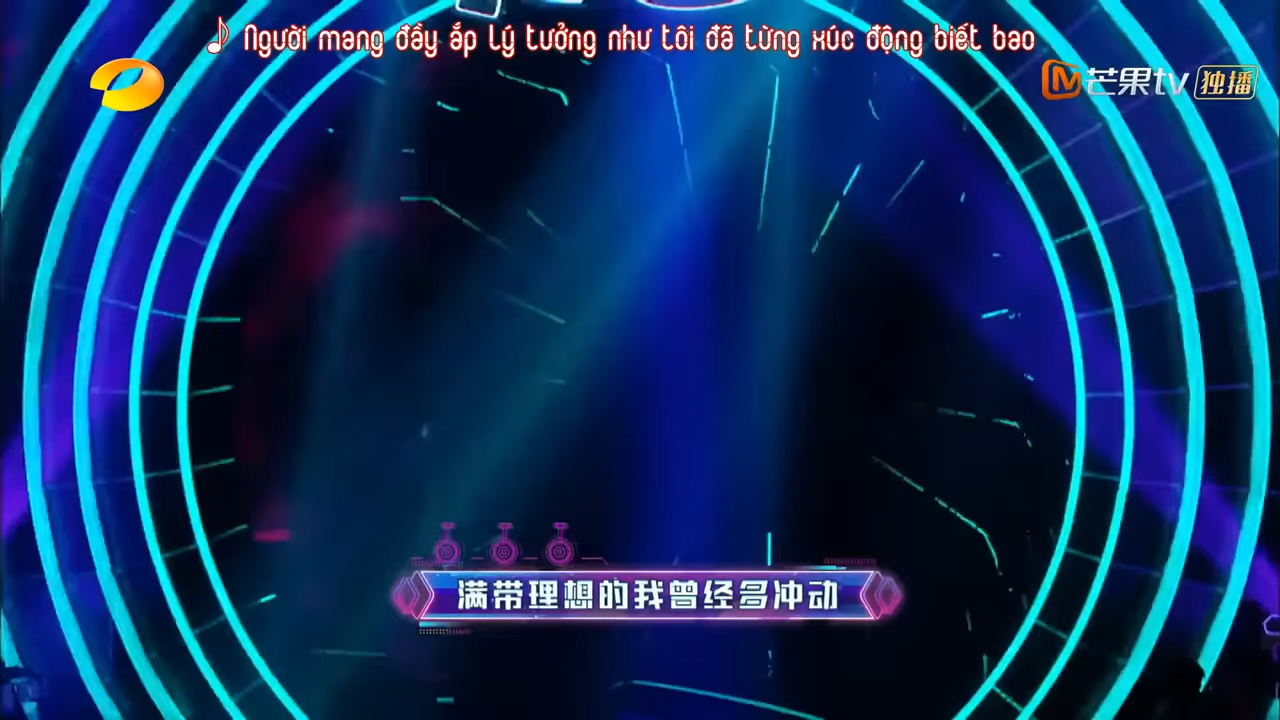 ♪ Người mang đầy ắp lý tưởng như tôi đã từng xúc động biết bao
芒果tv 独播
满带理想的我曾经多冲动